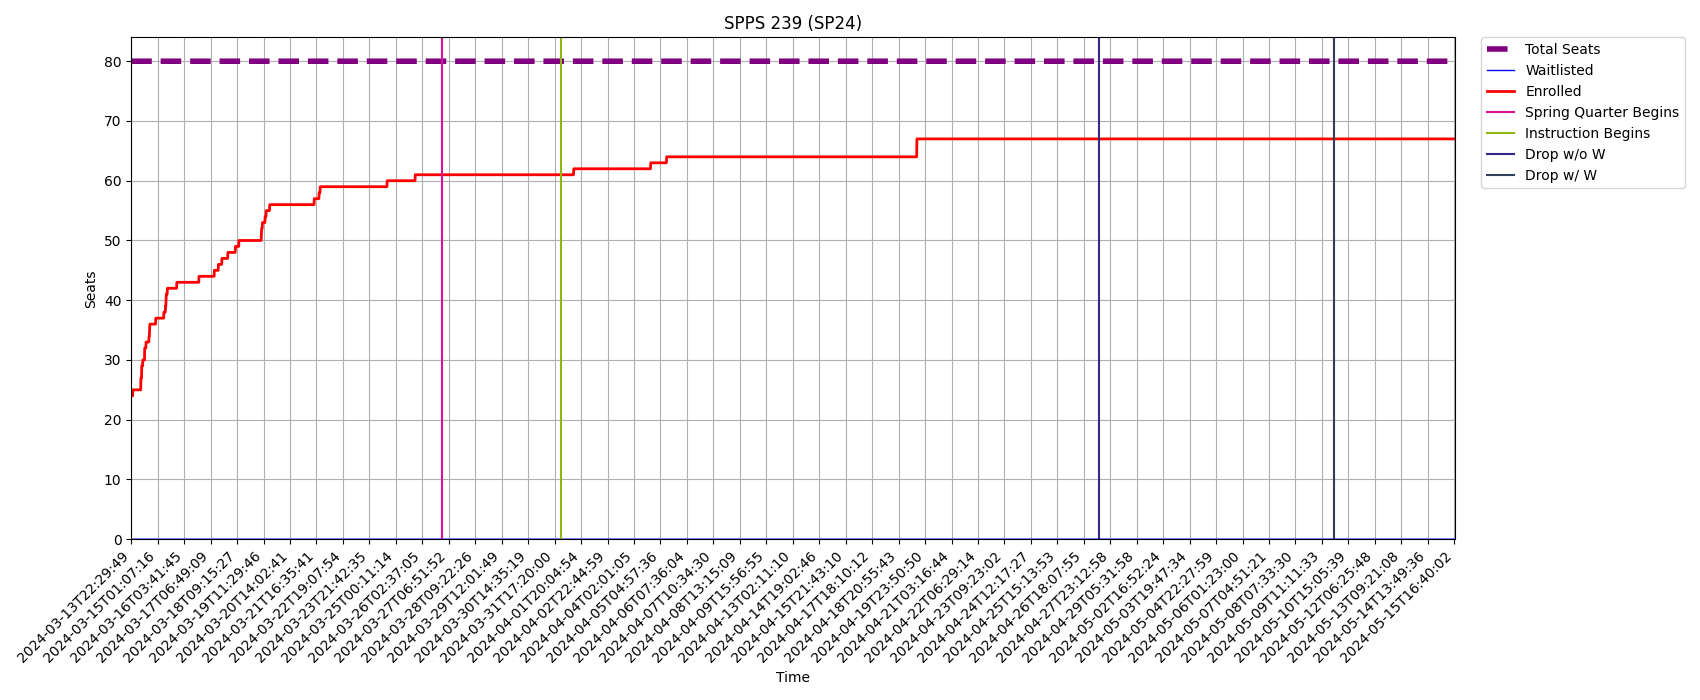 SPPS 239 (SP24)
Total Seats
Waitlisted
Enrolled
Spring Quarter Begins
Instruction Begins
Drop w/o W
Drop w/ W
80
70
60
50
40
30
20
10
0
Seats
2024-03-13T22:29:49
2024-03-15T01:07:16
2024-03-16T03:41:45
2024-03-17T06:49:09
2024-03-18T09:15:27
2024-03-19T11:29:46
2024-03-20T14:02:41
2024-03-21T16:35:41
2024-03-22T19:07:54
2024-03-23T21:42:35
2024-03-25T00:11:14
2024-03-26T02:37:05
2024-03-27T06:51:52
2024-03-28T09:22:26
2024-03-29T12:01:49
2024-03-30T14:35:19
2024-03-31T17:20:00
2024-04-01T20:04:54
2024-04-02T22:44:59
2024-04-04T02:01:05
2024-04-05T04:57:36
2024-04-06T07:36:04
2024-04-07T10:34:30
2024-04-08T13:15:09
2024-04-09T15:56:55
2024-04-13T02:11:10
2024-04-14T19:02:46
2024-04-15T21:43:10
2024-04-17T18:10:12
2024-04-18T20:55:43
2024-04-19T23:50:50
2024-04-21T03:16:44
2024-04-22T06:29:14
2024-04-23T09:23:02
2024-04-24T12:17:27
2024-04-25T15:13:53
2024-04-26T18:07:55
2024-04-27T23:12:58
2024-04-29T05:31:58
2024-05-02T16:52:24
2024-05-03T19:47:34
2024-05-04T22:27:59
2024-05-06T01:23:00
2024-05-07T04:51:21
2024-05-08T07:33:30
2024-05-09T11:11:33
2024-05-10T15:05:39
2024-05-12T06:25:48
2024-05-13T09:21:08
2024-05-14T13:49:36
2024-05-15T16:40:02
Time